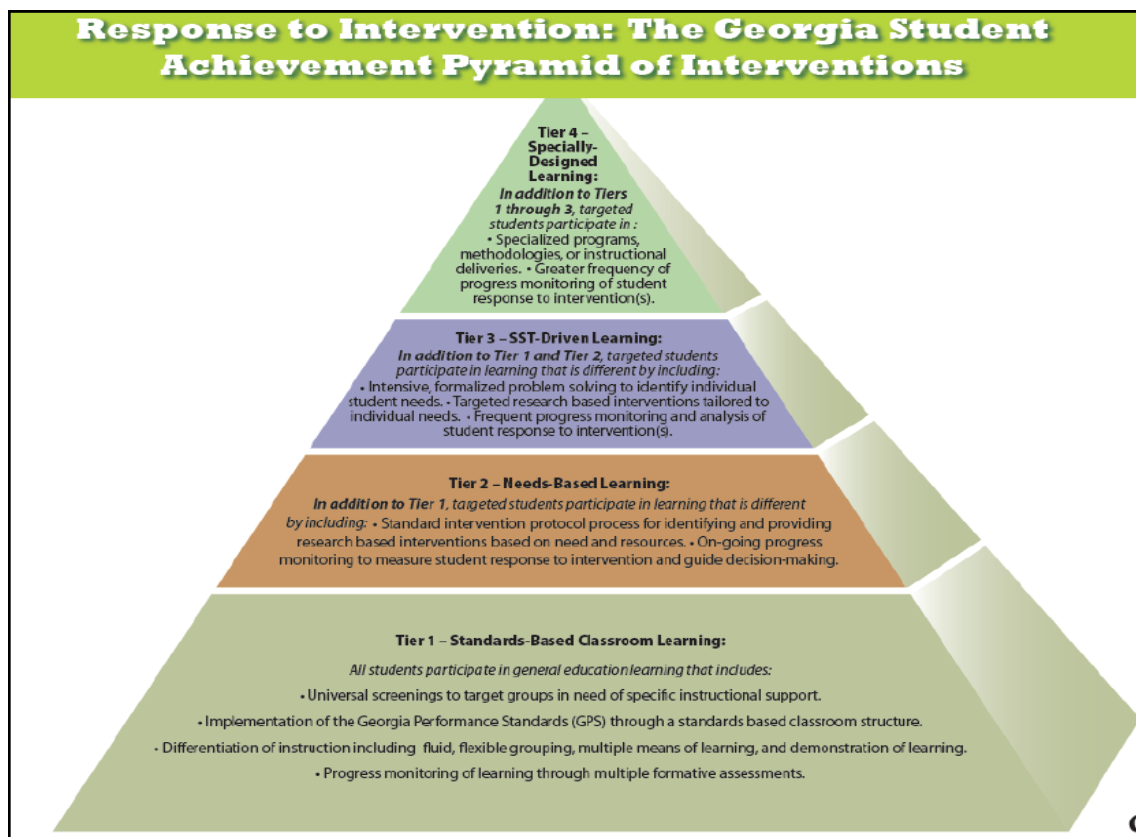 Response to Intervention: The Georgia Student
Achievement Pyramid of Interventions
Tier 4 –
Specially-
Designed
Learning:
In addition to Tiers
1 through 3, targeted
students participate in :
• Specialized programs,
methodologies, or instructional
deliveries. • Greater frequency of
progress monitoring of student
response to intervention(s).
Tier 3 – SST-Driven Learning:
In addition to Tier 1 and Tier 2, targeted students
participate in learning that is different by including:
• Intensive, formalized problem solving to identify individual
student needs. • Targeted research based interventions tailored to
individual needs. • Frequent progress monitoring and analysis of
student response to intervention(s).
Tier 2 – Needs-Based Learning:
In addition to Tier 1, targeted students participate in learning that is different
by including: • Standard intervention protocol process for identifying and providing
research based interventions based on need and resources. • On-going progress
monitoring to measure student response to intervention and guide decision-making.
Tier 1 – Standards-Based Classroom Learning:
All students participate in general education learning that includes:
• Universal screenings to target groups in need of specific instructional support.
• Implementation of the Georgia Performance Standards (GPS) through a standards based classroom structure.
• Differentiation of instruction including fluid, flexible grouping, multiple means of learning, and demonstration of learning.
• Progress monitoring of learning through multiple formative assessments.